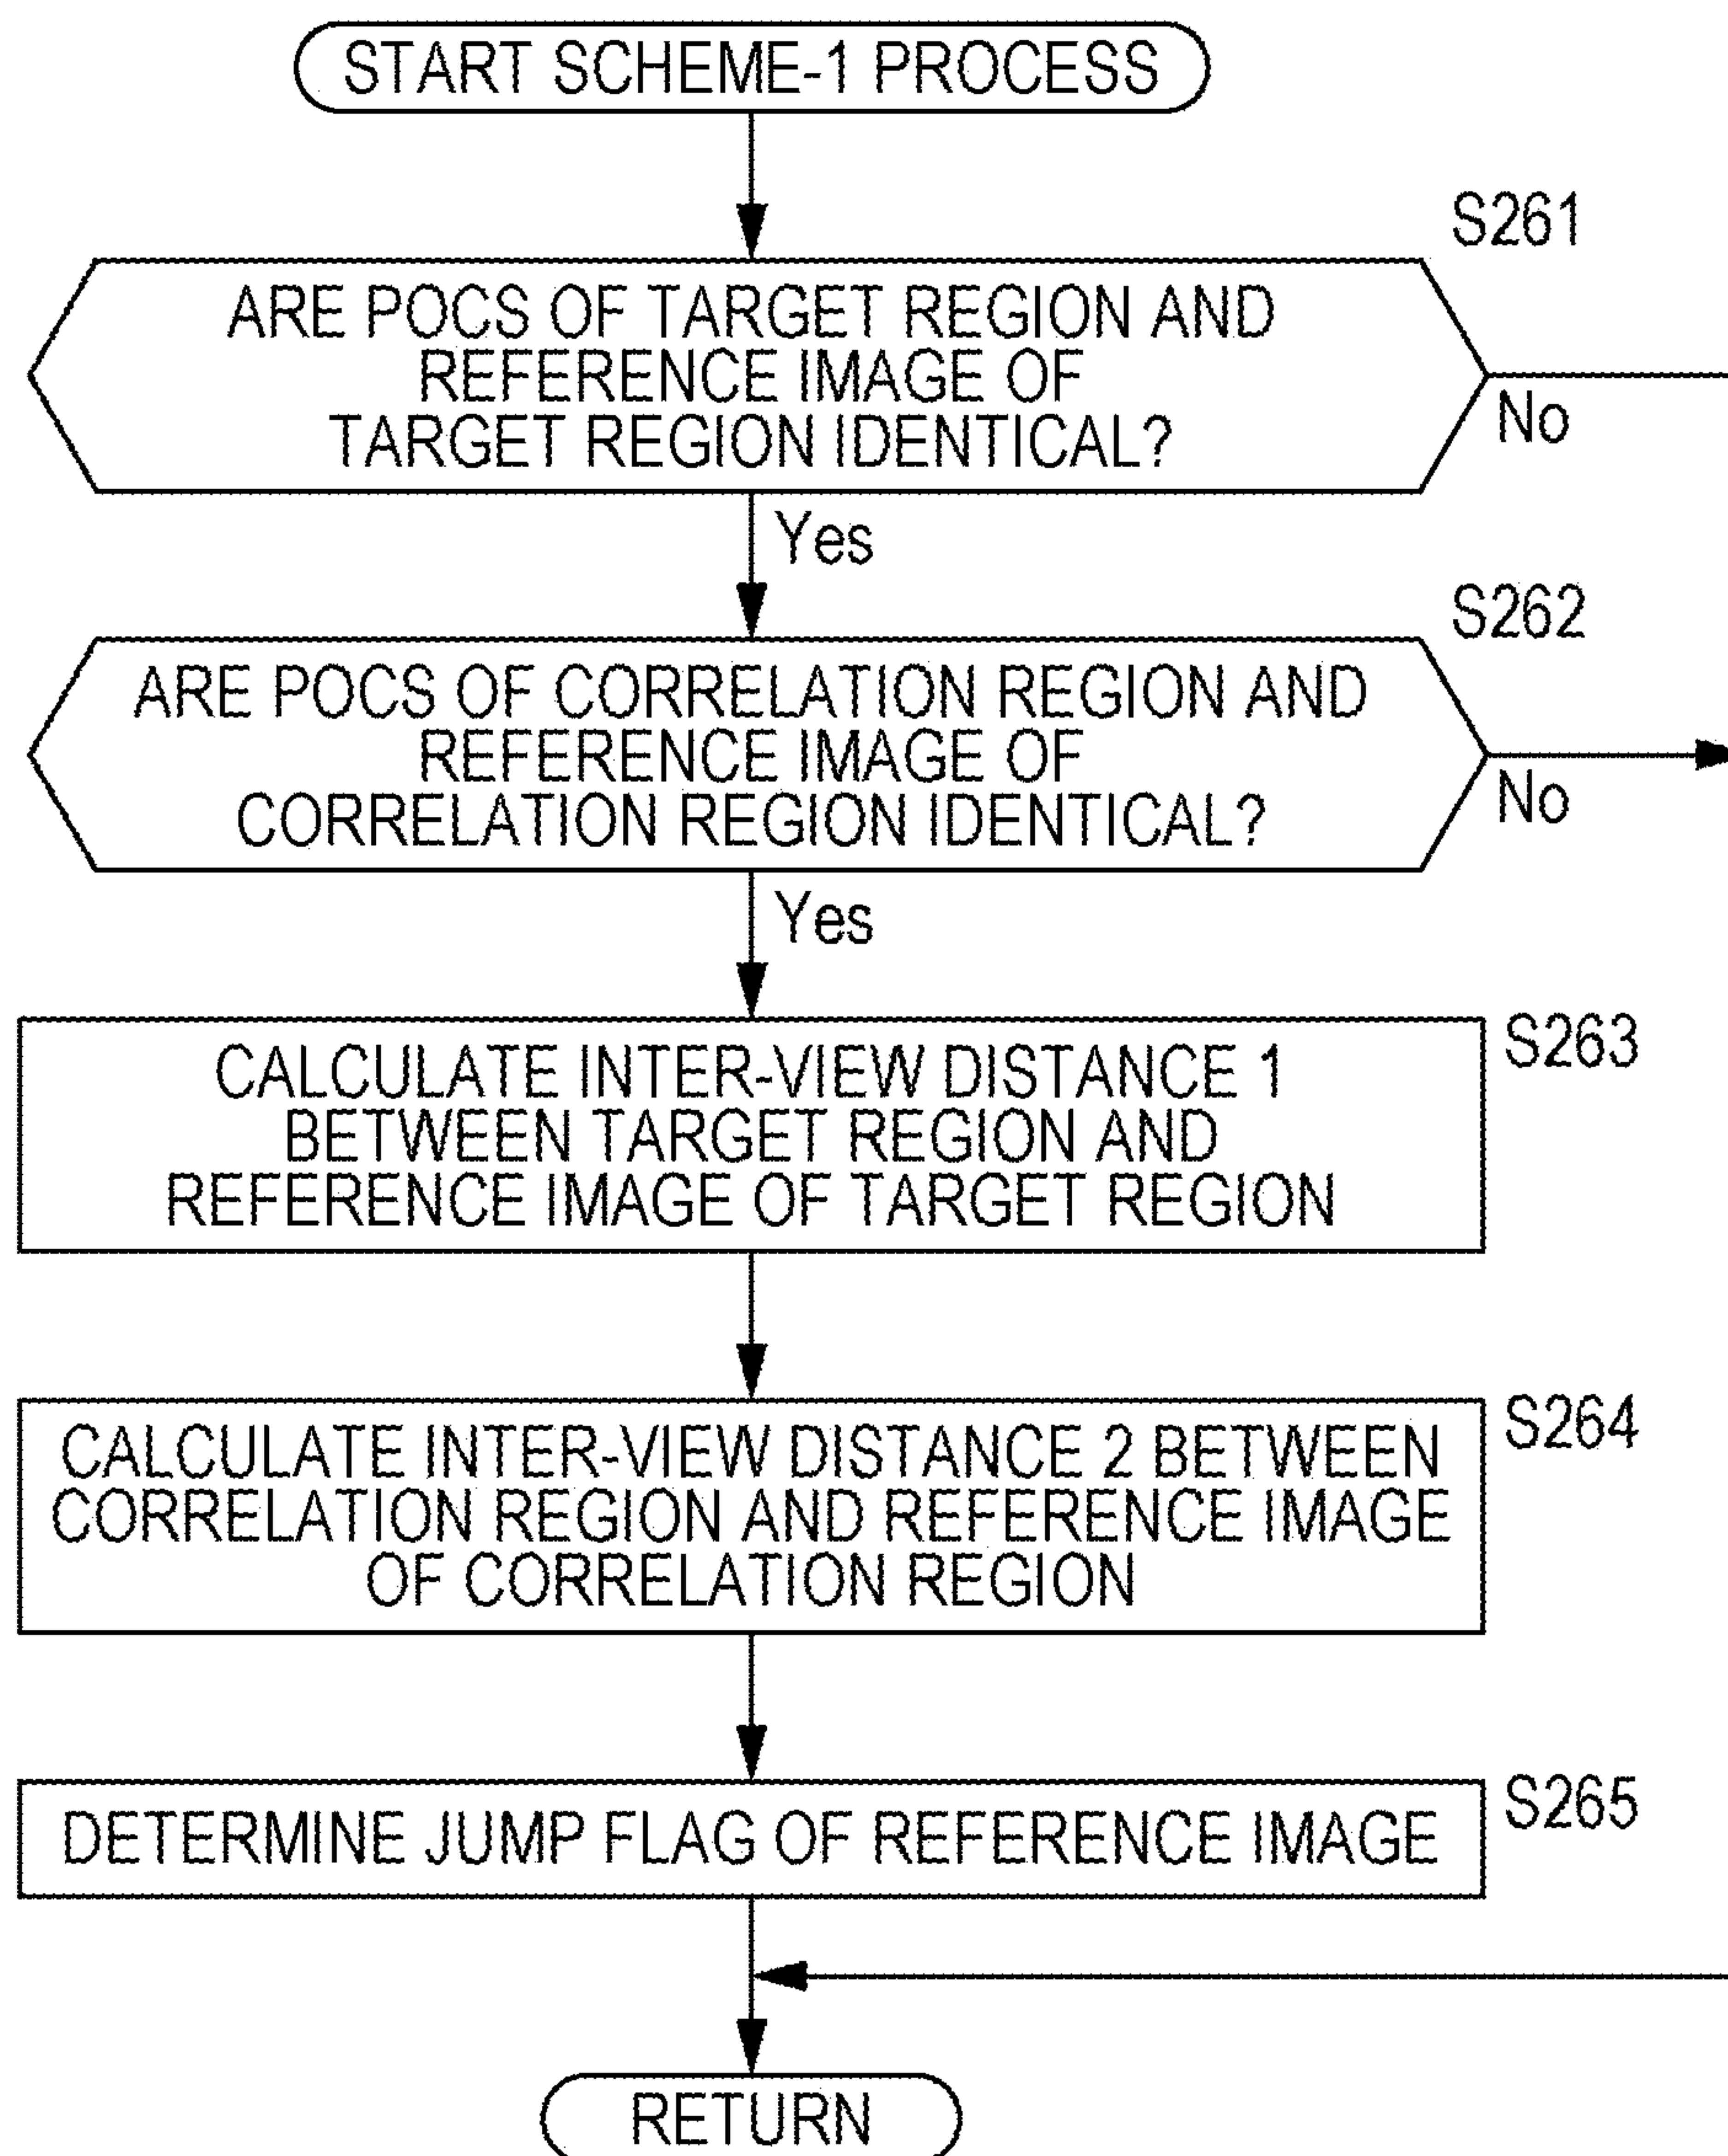 START SCHEME-1 PROCESS
S261
ARE POCS OF TARGET REGION AND
REFERENCE IMAGE OF
TARGET REGION IDENTICAL?
No
Yes
S262
ARE POCS OF CORRELATION REGION AND
REFERENCE IMAGE OF
CORRELATION REGION IDENTICAL?
No
Yes
S263
CALCULATE INTER-VIEW DISTANCE 1
BETWEEN TARGET REGION AND
REFERENCE IMAGE OF TARGET REGION
S264
CALCULATE INTER-VIEW DISTANCE 2 BETWEEN
CORRELATION REGION AND REFERENCE IMAGE
OF CORRELATION REGION
S265
DETERMINE JUMP FLAG OF REFERENCE IMAGE
RETURN